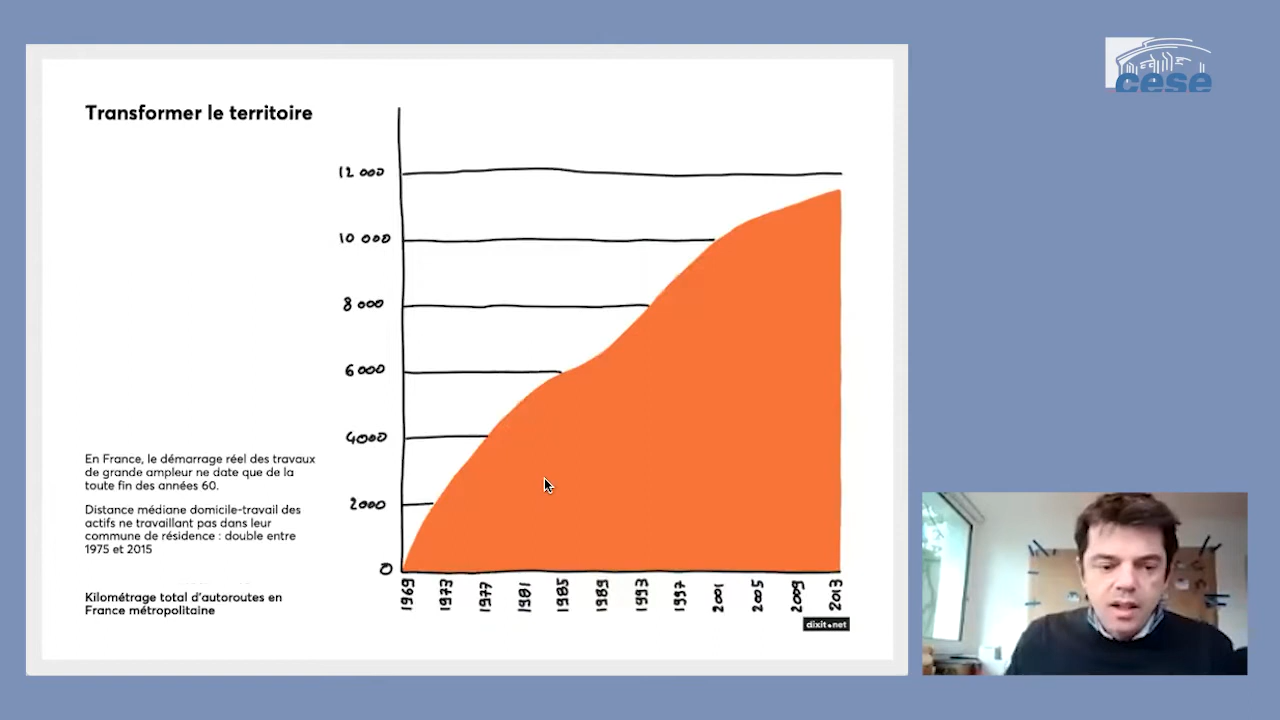 cese
Transformer le territoire
12 000
10 000
8 000
6 000
4000
2000
0
1969
1973
1977
1981
1985
1989
1993
1997
2001
2005
2009
2013
En France, le démarrage réel des travaux
de grande ampleur ne date que de la
toute fin des années 60.
Distance médiane domicile-travail des
actifs ne travaillant pas dans leur
commune de résidence : double entre
1975 et 2015
Kilométrage total d'autoroutes en
France métropolitaine
dixit.net